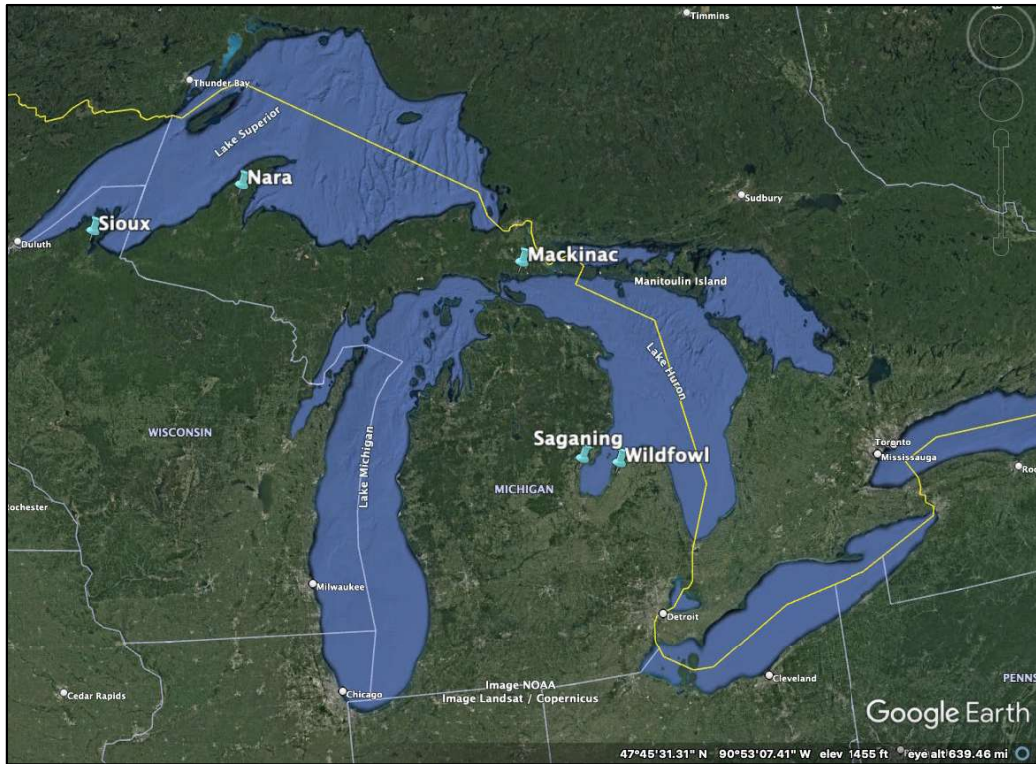 Timmins
Thunder Bay
Lake Superior
Nara
Sudbury
Sioux
Duluth
Mackinac
Manitoulin Island
Lake Huron
WISCONSIN
Lake Michigan
Saganing
Wildfowl
Toronto
Mississauga
MICHIGAN
Milwaukee
Detroit
Cleveland
Cedar Rapids
Chicago
Image NOAA
Image Landsat / Copernicus
Google Earth
47°45'31.31" N 90°53'07.41" W elev 1455 ft eye alt 639.46 mi